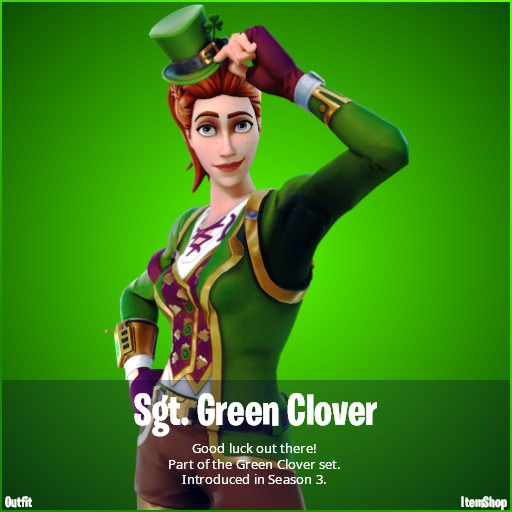 Sgt. Green Clover
Good luck out there!
Part of the Green Clover set.
Introduced in Season 3.
Outfit
ItemShop